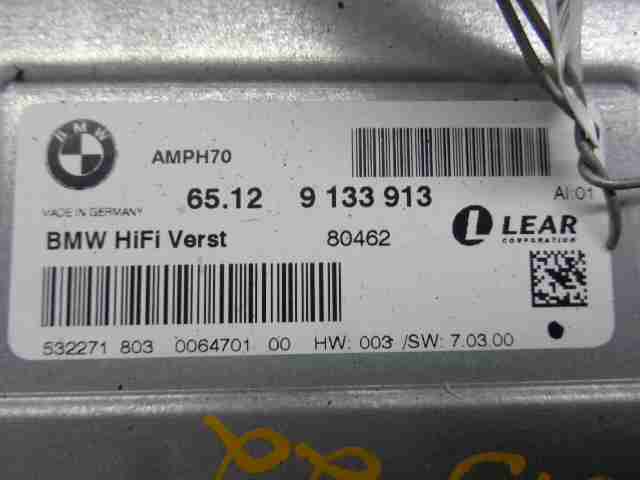 BMW
AMPH70
65.12 9 133 913
MADE IN GERMANY
AI:01
BMW HiFi Verst 80462
LEAR
CORPORATION
532271 803 0064701 00 HW: 003 /SW: 7.03.00